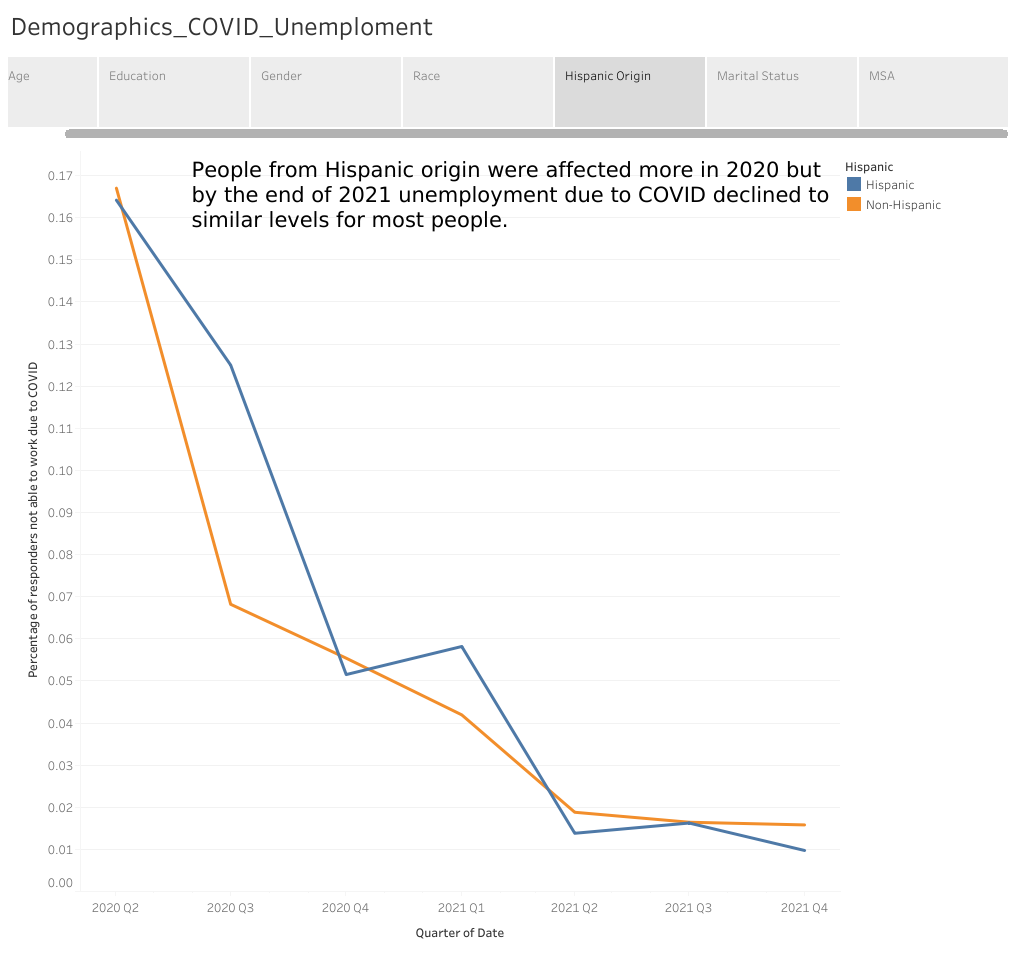 Demographics_COVID_Unemploment
Age
Education
Gender
Race
Hispanic Origin
Marital Status
MSA
People from Hispanic origin were affected more in 2020 but
by the end of 2021 unemployment due to COVID declined to
similar levels for most people.
Hispanic
Hispanic
Non-Hispanic
Percentage of responders not able to work due to COVID
0.17
0.16
0.15
0.14
0.13
0.12
0.11
0.10
0.09
0.08
0.07
0.06
0.05
0.04
0.03
0.02
0.01
0.00
2020 Q2
2020 Q3
2020 Q4
2021 Q1
2021 Q2
2021 Q3
2021 Q4
Quarter of Date